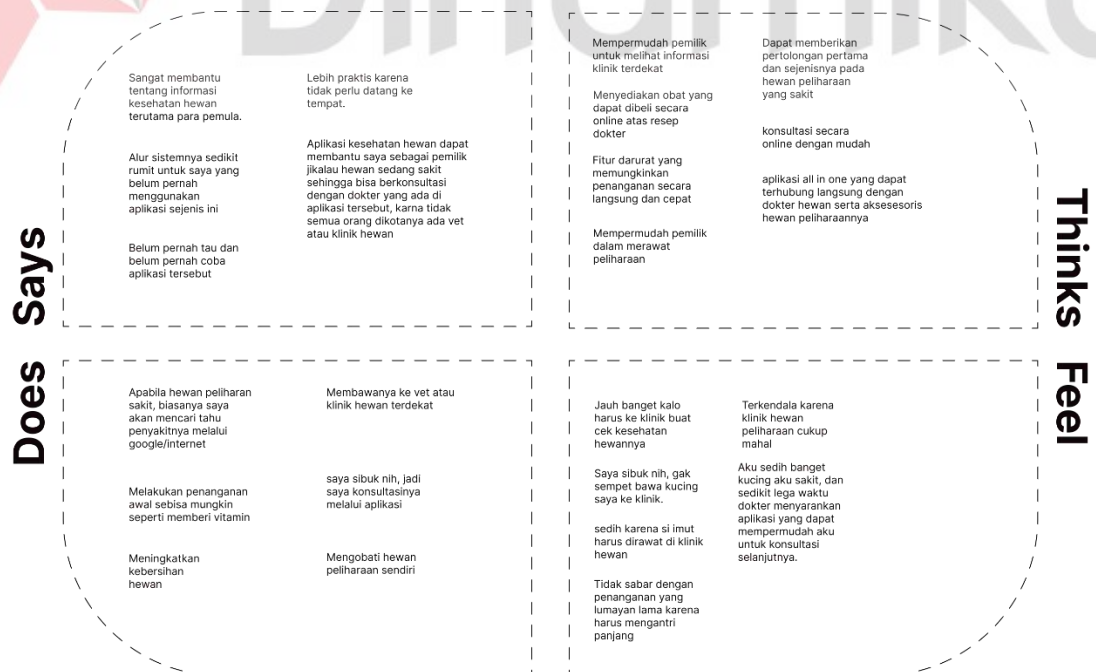 Says
Sangat membantu
tentang informasi
kesehatan hewan
terutama para pemula.
Alur sistemnya sedikit
rumit untuk saya yang
belum pernah
menggunakan
aplikasi sejenis ini
Belum pernah tau dan
belum pernah coba
aplikasi tersebut
Lebih praktis karena
tidak perlu datang ke
tempat.
Aplikasi kesehatan hewan dapat
membantu saya sebagai pemilik
jikalau hewan sedang sakit
sehingga bisa berkonsultasi
dengan dokter yang ada di
aplikasi tersebut, karna tidak
semua orang dikotanya ada vet
atau klinik hewan
Thinks
Mempermudah pemilik
untuk melihat informasi
klinik terdekat
Menyediakan obat yang
dapat dibeli secara
online atas resep
dokter
Fitur darurat yang
memungkinkan
penanganan secara
langsung dan cepat
Mempermudah pemilik
dalam merawat
peliharaan
Dapat memberikan
pertolongan pertama
dan sejenisnya pada
hewan peliharaan
yang sakit
konsultasi secara
online dengan mudah
aplikasi all in one yang dapat
terhubung langsung dengan
dokter hewan serta aksesesoris
hewan peliharaannya
Does
Apabila hewan peliharan
sakit, biasanya saya
akan mencari tahu
penyakitnya melalui
google/internet
Melakukan penanganan
awal sebisa mungkin
seperti memberi vitamin
Meningkatkan
kebersihan
hewan
Membawanya ke vet atau
klinik hewan terdekat
saya sibuk nih, jadi
saya konsultasinya
melalui aplikasi
Mengobati hewan
peliharaan sendiri
Feel
Jauh banget kalo
harus ke klinik buat
cek kesehatan
hewannya
Saya sibuk nih, gak
sempet bawa kucing
saya ke klinik.
sedih karena si imut
harus dirawat di klinik
hewan
Tidak sabar dengan
penanganan yang
lumayan lama karena
harus mengantri
panjang
Terkendala karena
klinik hewan
peliharaan cukup
mahal
Aku sedih banget
kucing aku sakit, dan
sedikit lega waktu
dokter menyarankan
aplikasi yang dapat
mempermudah aku
untuk konsultasi
selanjutnya.